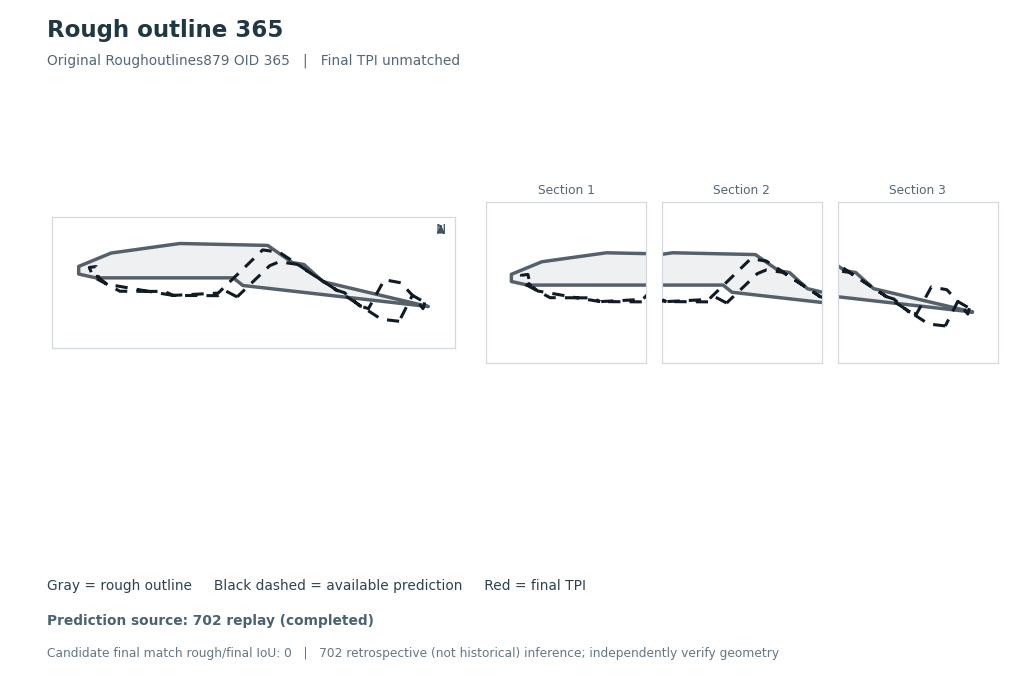 Rough outline 365
Original Roughoutlines879 OID 365   |   Final TPI unmatched
N
Section 1
Section 2
Section 3
Gray = rough outline     Black dashed = available prediction     Red = final TPI
Prediction source: 702 replay (completed)
Candidate final match rough/final IoU: 0   |   702 retrospective (not historical) inference; independently verify geometry